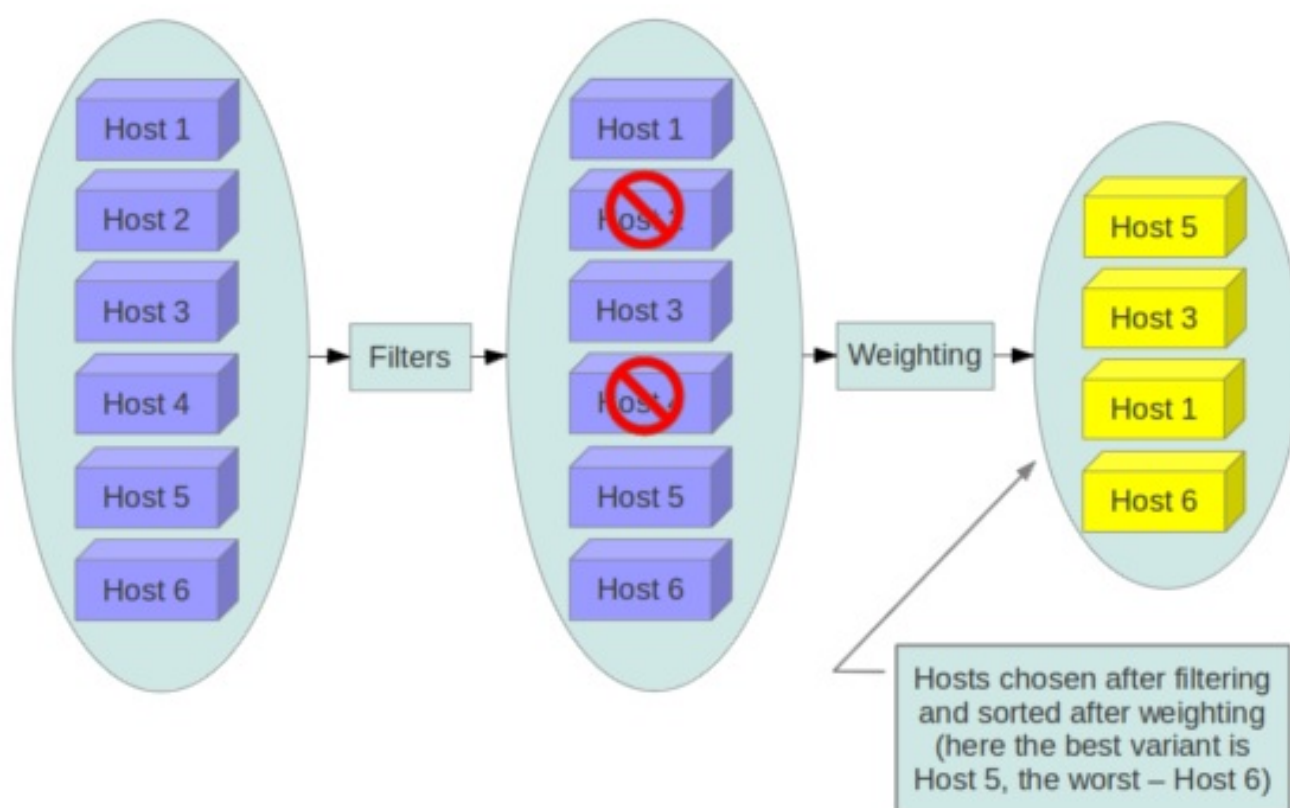 Host 1
Host 2
Host 3
Host 4
Host 5
Host 6
Filters
Host 1
Host
Host 3
Host
Host 5
Host 6
Weighting
Host 5
Host 3
Host 1
Host 6
Hosts chosen after filtering
and sorted after weighting
(here the best variant is
Host 5, the worst – Host 6)